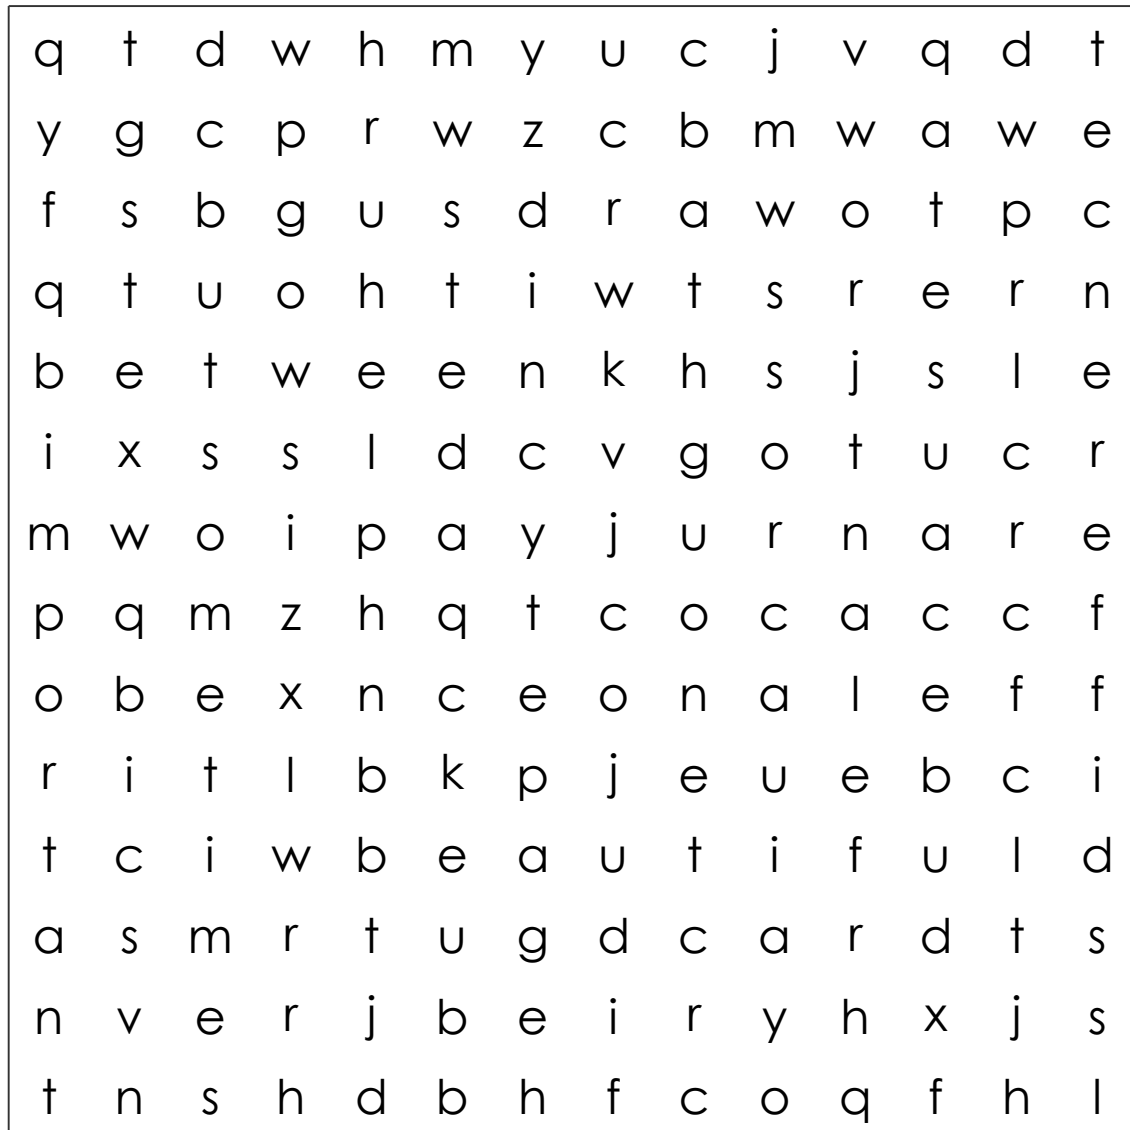 q t d w h m y u c j v q d t
y g c p r w z c b m w a w e
f s b g u s d r a w o t p c
q t u o h t i w t s r e r n
b e t w e e n k h s j s l e
i x s s l d c v g o t u c r
m w o i p a y j u r n a r e
p q m z h q t c o c a c c f
o b e x n c e o n a l e f f
r i t l b k p j e u e b c i
t c i w b e a u t i f u l d
a s m r t u g d c a r d t s
n v e r j b e i r y h x j s
t n s h d b h f c o q f h l